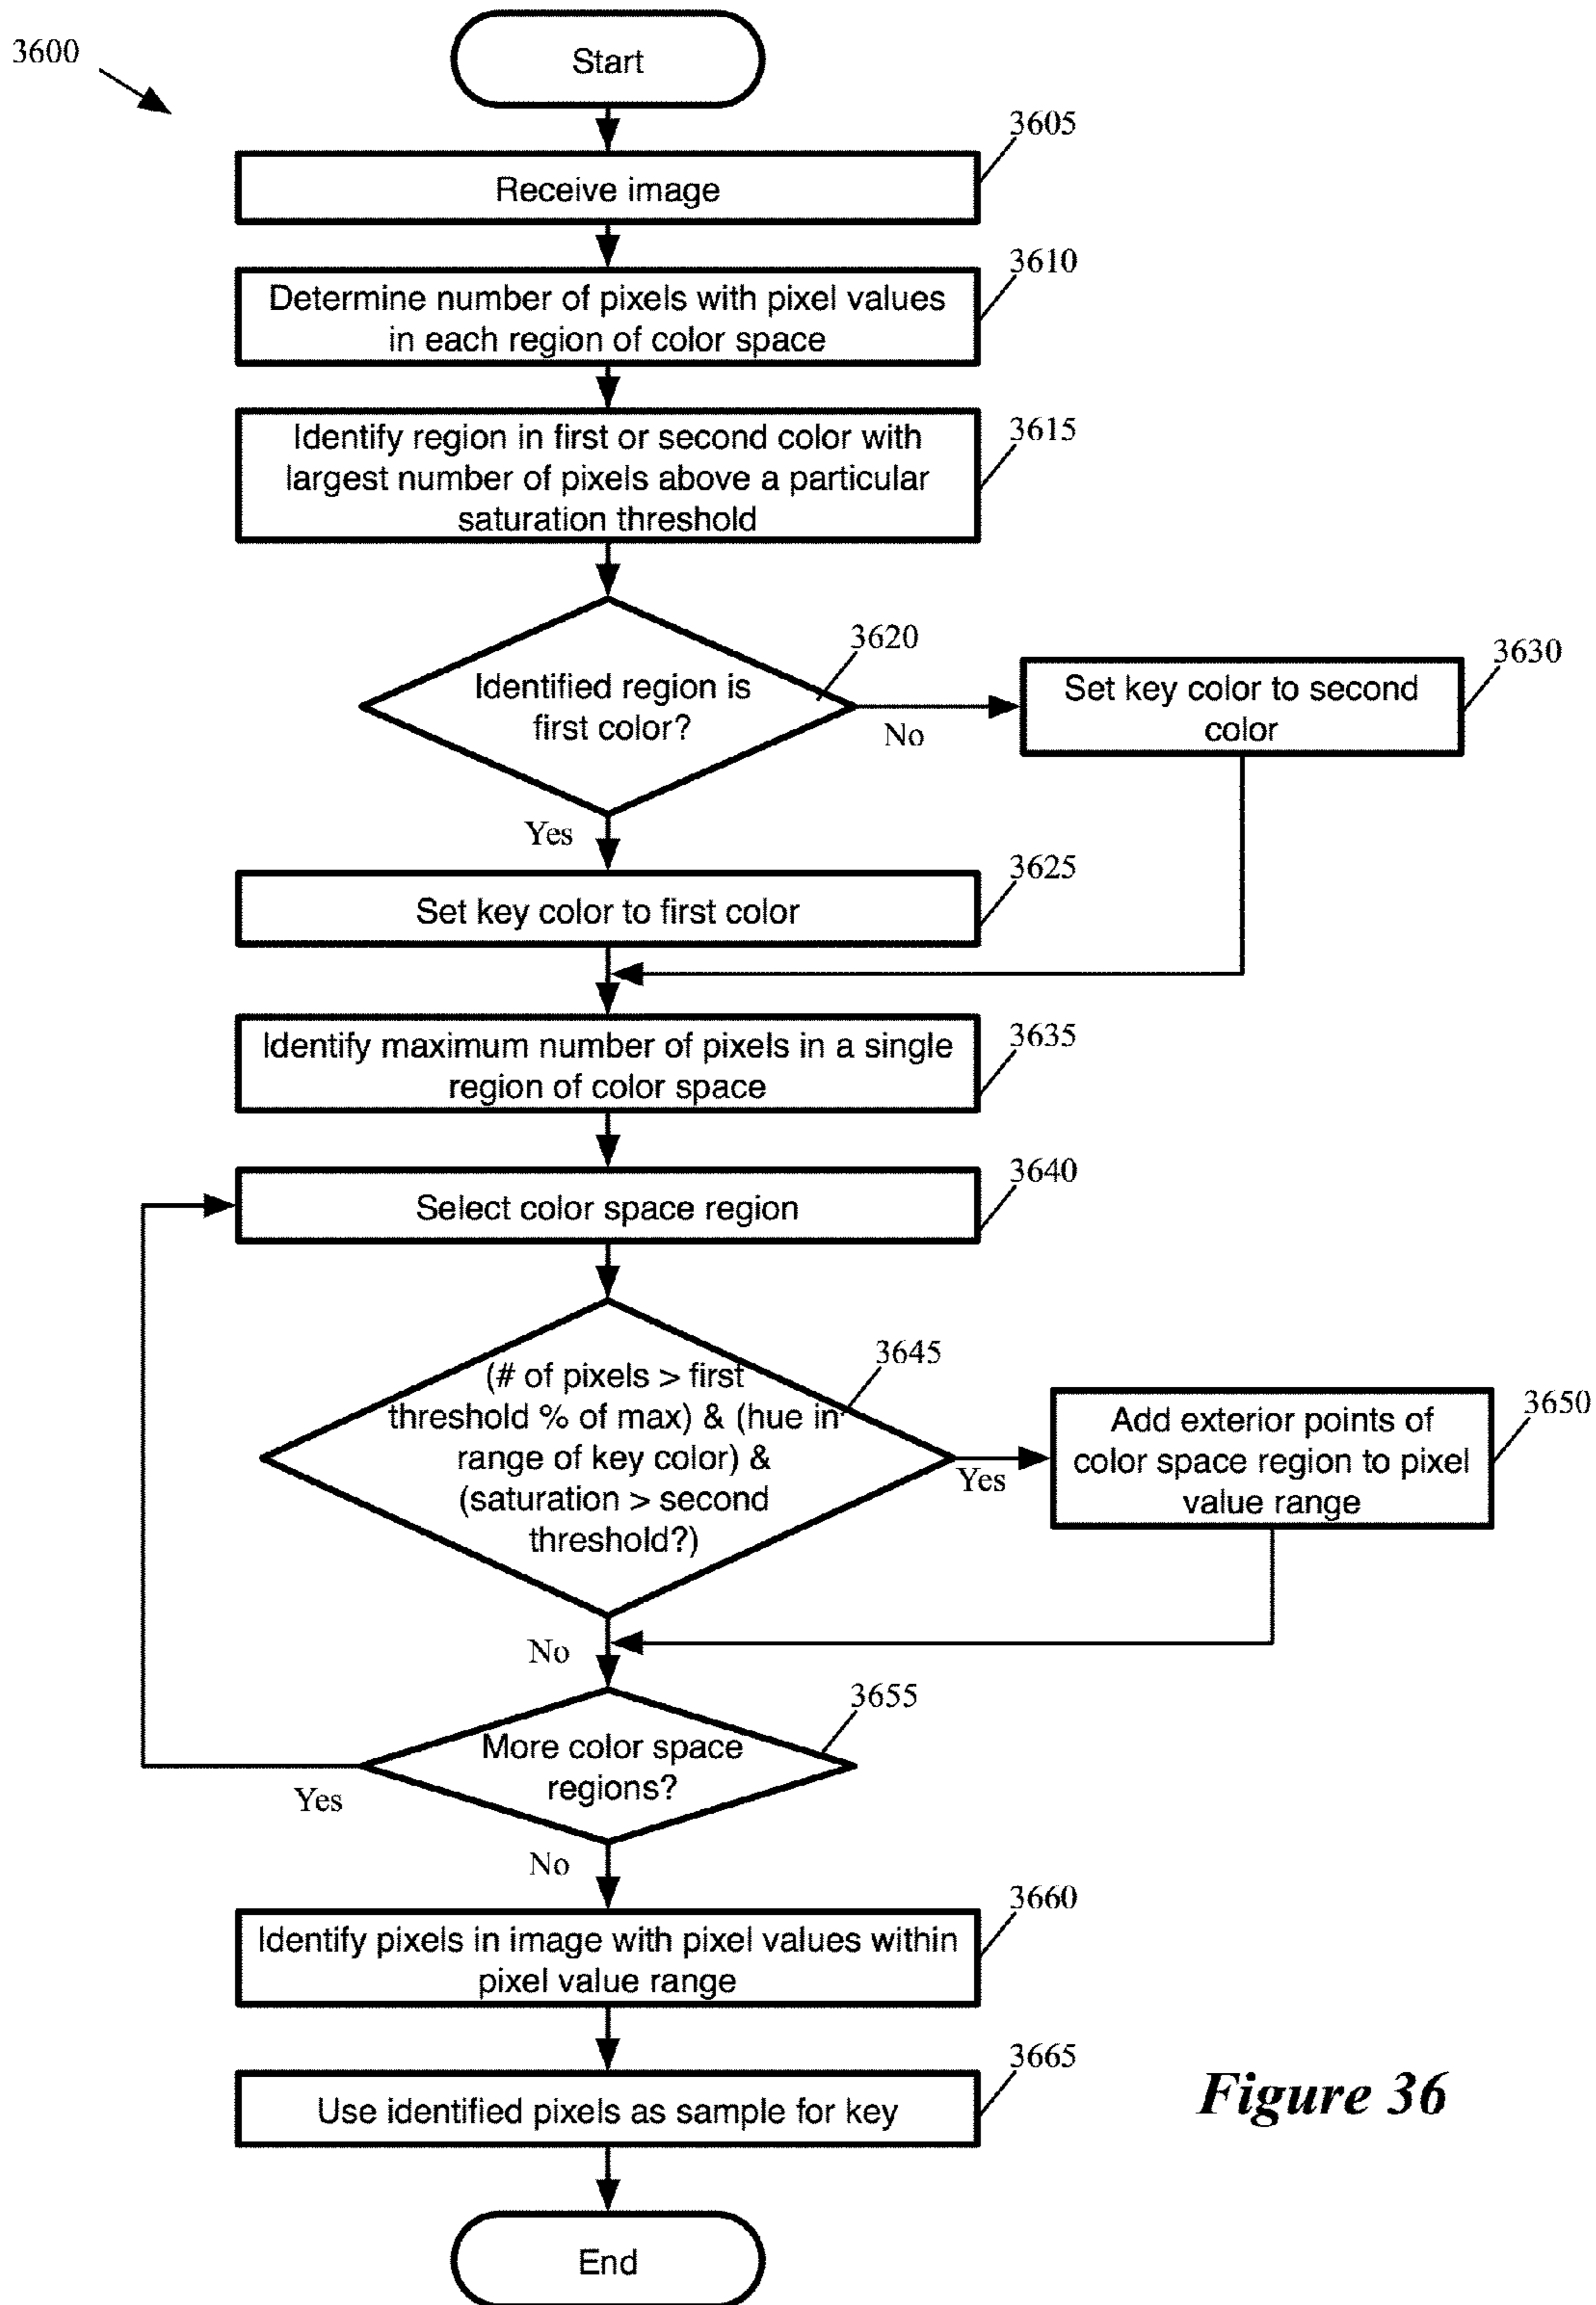 3600
Start
3605
Receive image
3610
Determine number of pixels with pixel values
in each region of color space
3615
Identify region in first or second color with
largest number of pixels above a particular
saturation threshold
3620
Identified region is
first color?
No
3630
Set key color to second
color
Yes
3625
Set key color to first color
3635
Identify maximum number of pixels in a single
region of color space
3640
Select color space region
3645
(# of pixels > first
threshold % of max) & (hue in
range of key color) &
(saturation > second
threshold?)
Yes
3650
Add exterior points of
color space region to pixel
value range
No
3655
More color space
regions?
Yes
No
3660
Identify pixels in image with pixel values within
pixel value range
3665
Use identified pixels as sample for key
Figure 36
End